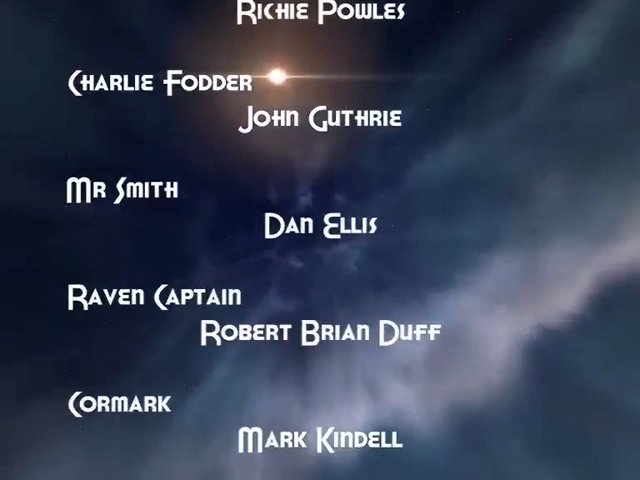 Richie Powles
Charlie Fodder
John Guthrie
Mr Smith
Dan Ellis
Raven Captain
Robert Brian Duff
Cormark
Mark Kindell